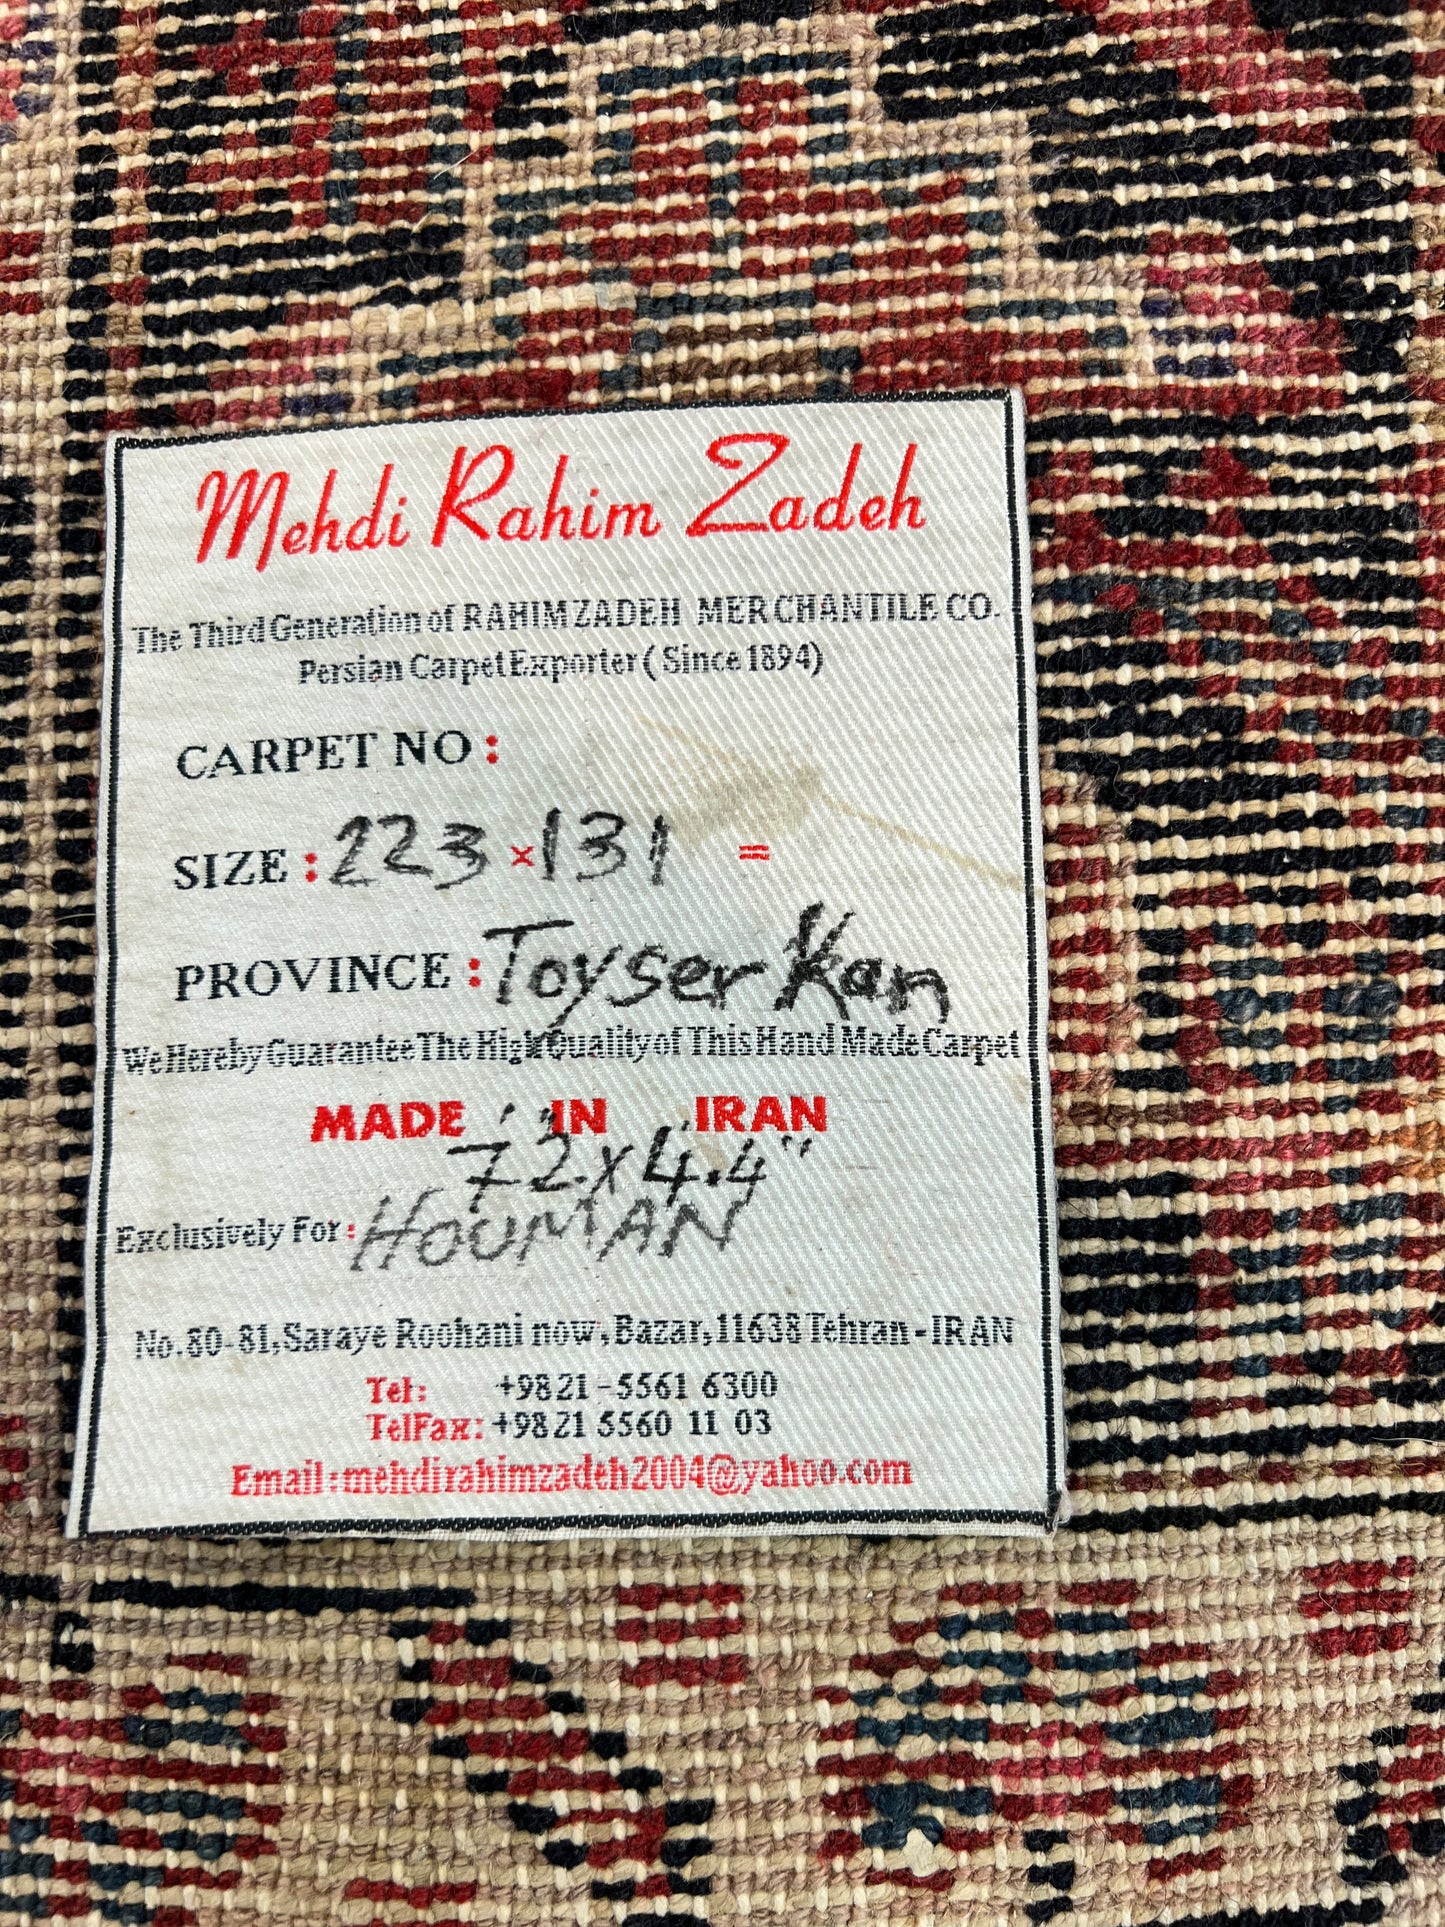 Mehdi Rahim Zadeh
The Third Generation of RAHIMZADEH MERCHANTILE CO.
Persian Carpet Exporter ( Since 1894)
CARPET NO :
SIZE : 223 x 131 =
PROVINCE : Toyserkan
We Hereby Guarantee The High Quality of This Hand Made Carpet
MADE IN IRAN
7'2" x 4'.4"
Exclusively For : HOUMAN
No. 80-81, Saraye Roohani now, Bazar, 11638 Tehran - IRAN
Tel: +9821-5561 6300
TelFax: +9821 5560 11 03
Email : mehdirahimzadeh2004@yahoo.com